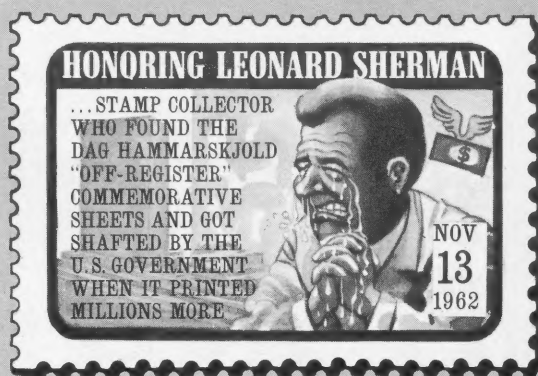 HONORING LEONARD SHERMAN
...STAMP COLLECTOR
WHO FOUND THE
DAG HAMMARSKJOLD
"OFF-REGISTER"
COMMEMORATIVE
SHEETS AND GOT
SHAFTED BY THE
U.S. GOVERNMENT
WHEN IT PRINTED
MILLIONS MORE
$
NOV
13
1962